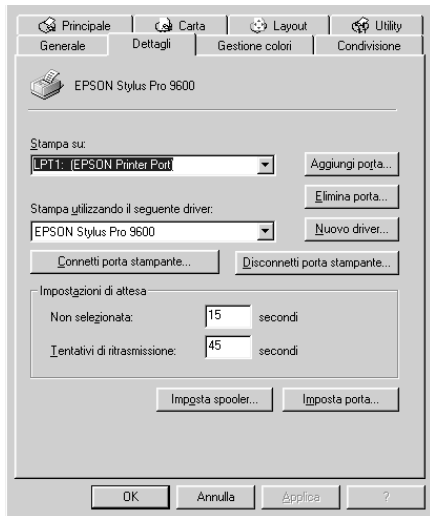 Principale Carta Layout Utility
Generale Dettagli Gestione colori Condivisione
EPSON Stylus Pro 9600
Stampa su:
LPT1: (EPSON Printer Port) Aggiungi porta...
Elimina porta...
Stampa utilizzando il seguente driver:
EPSON Stylus Pro 9600 Nuovo driver...
Connetti porta stampante... Disconnetti porta stampante...
Impostazioni di attesa
Non selezionata: 15 secondi
Tentativi di ritrasmissione: 45 secondi
Imposta spooler... Imposta porta...
OK Annulla Applica ?